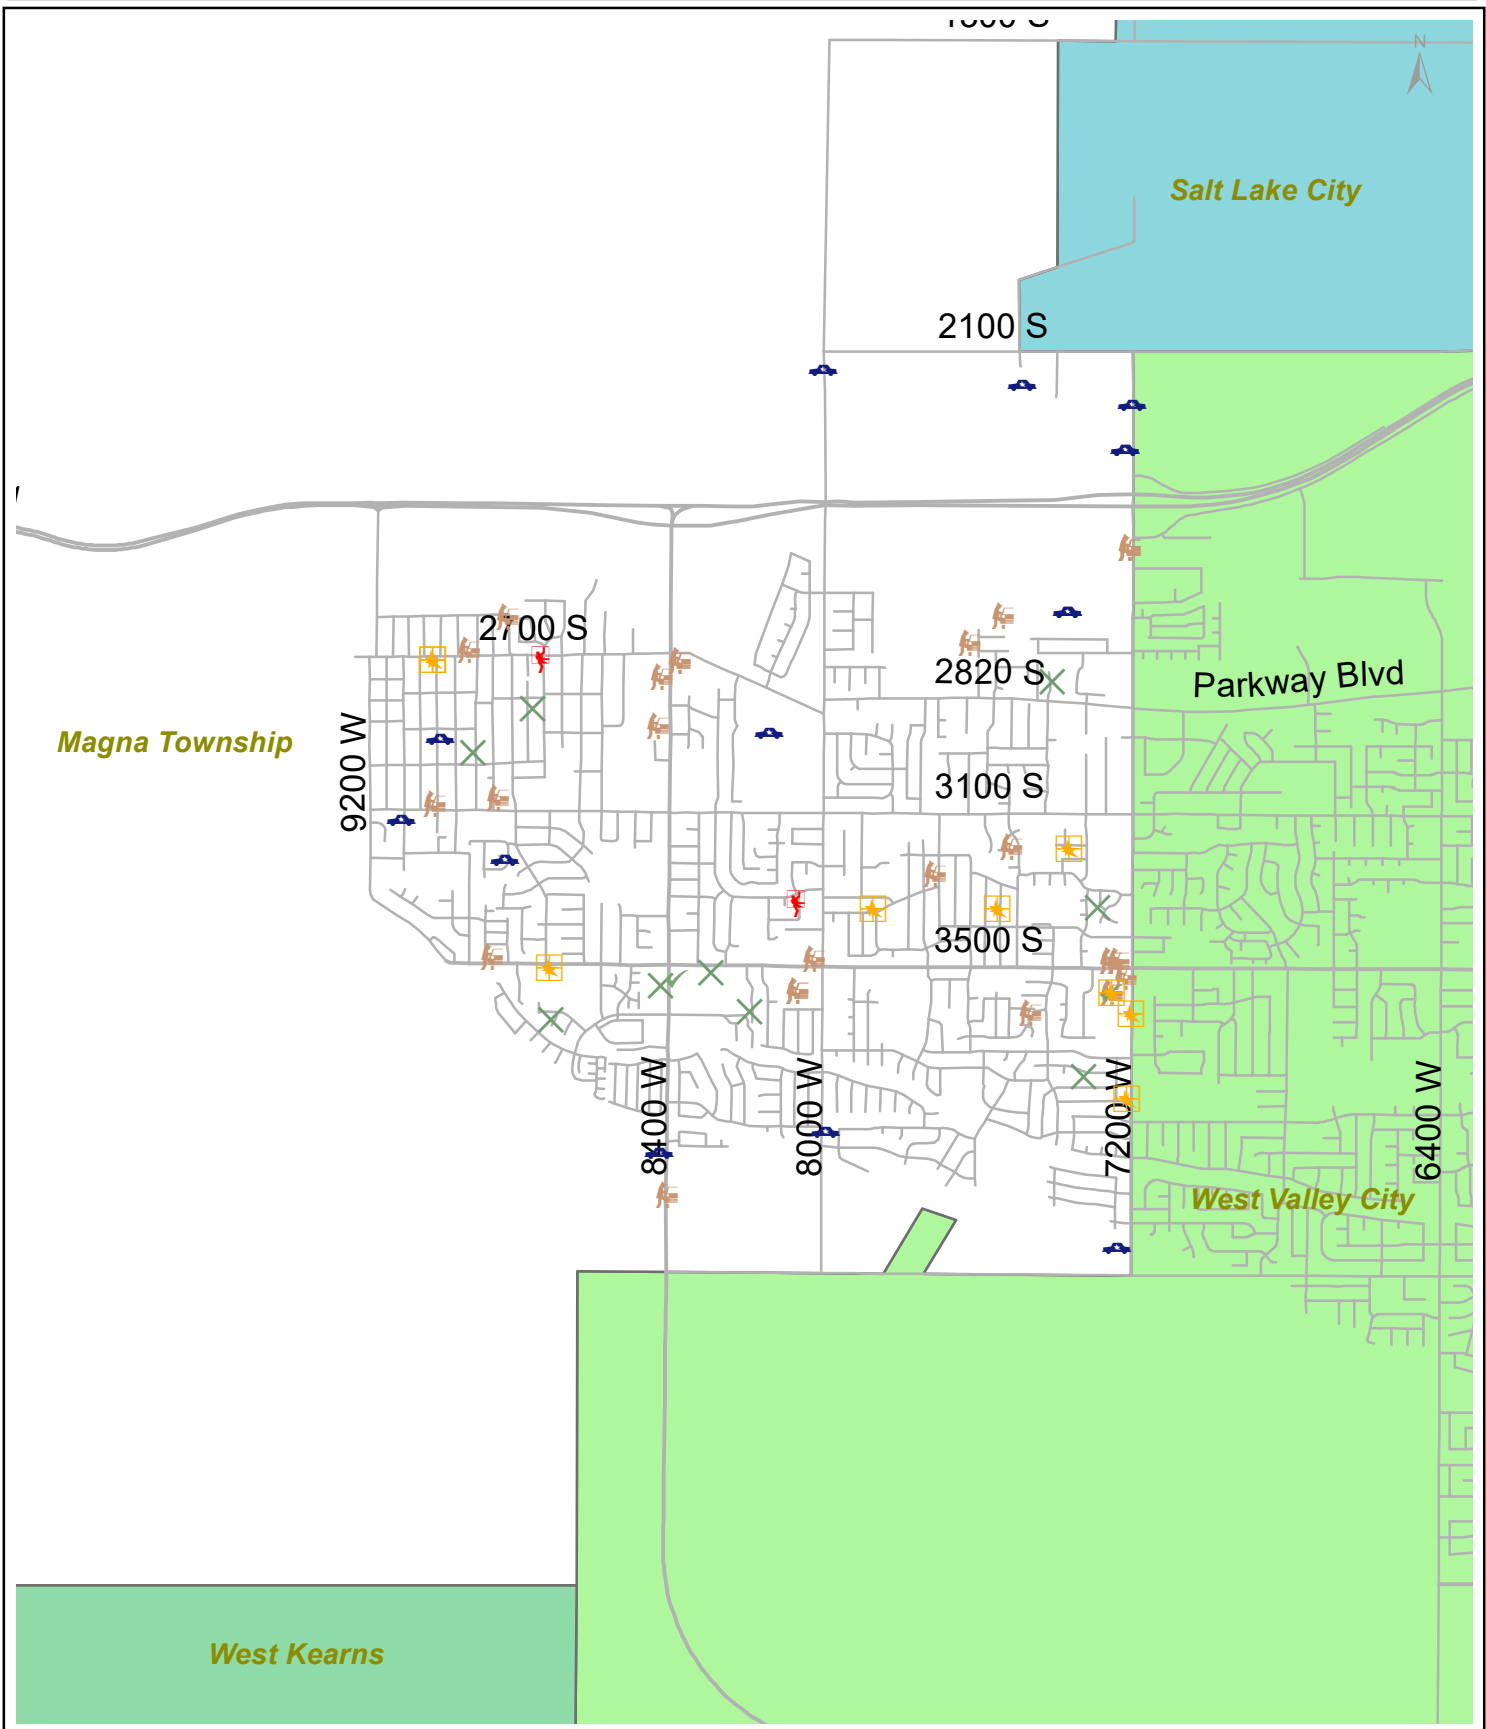 N
Salt Lake City
2100 S
2700 S
2820 S
Parkway Blvd
Magna Township
9200 W
3100 S
3500 S
8400 W
8000 W
7200 W
6400 W
West Valley City
West Kearns